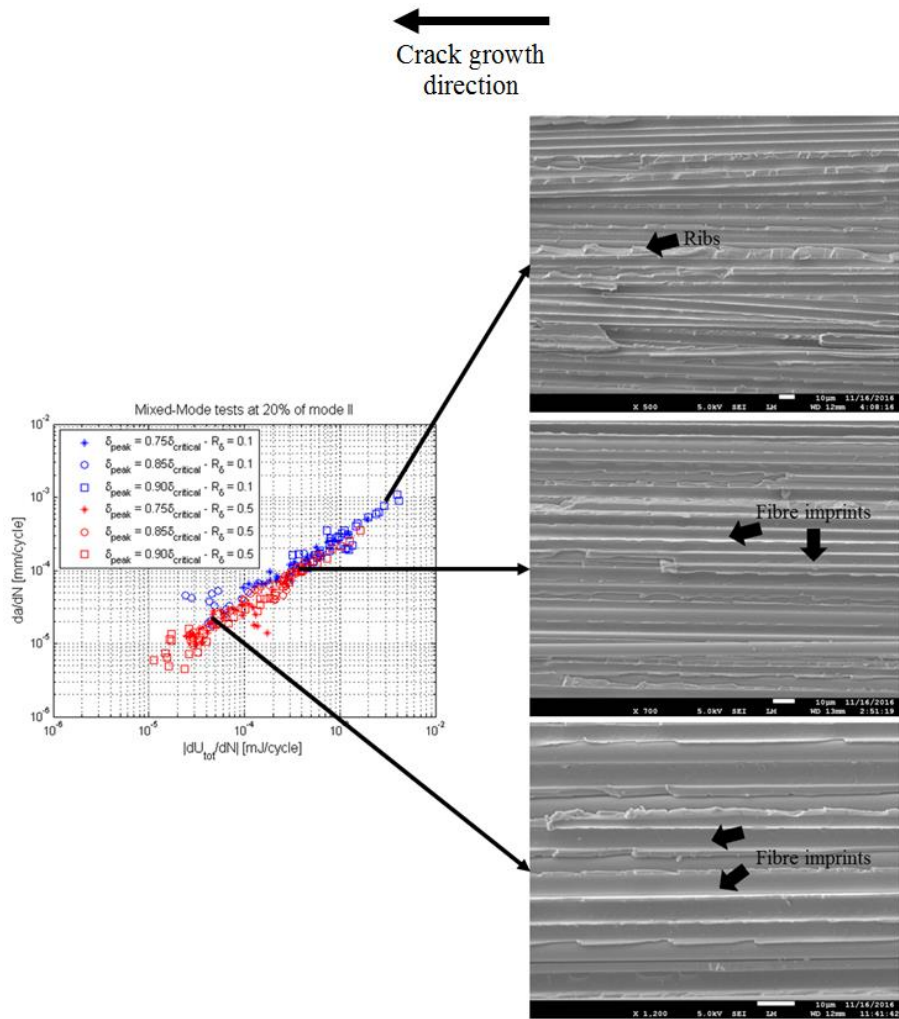 Crack growth
direction
Ribs
X 500 5.0kV SEI LM WD 12mm 10µm 11/16/2016 4:08:16
Mixed-Mode tests at 20% of mode II
δpeak = 0.75δcritical - Rδ = 0.1
δpeak = 0.85δcritical - Rδ = 0.1
δpeak = 0.90δcritical - Rδ = 0.1
δpeak = 0.75δcritical - Rδ = 0.5
δpeak = 0.85δcritical - Rδ = 0.5
δpeak = 0.90δcritical - Rδ = 0.5
da/dN [mm/cycle]
10^-2
10^-3
10^-4
10^-5
10^-6
10^-6 10^-5 10^-4 10^-2
|dUtot/dN| [mJ/cycle]
Fibre imprints
X 700 5.0kV SEI LM WD 13mm 10µm 11/16/2016 2:51:19
Fibre imprints
X 1,200 5.0kV SEI LM WD 12mm 10µm 11/16/2016 11:41:42